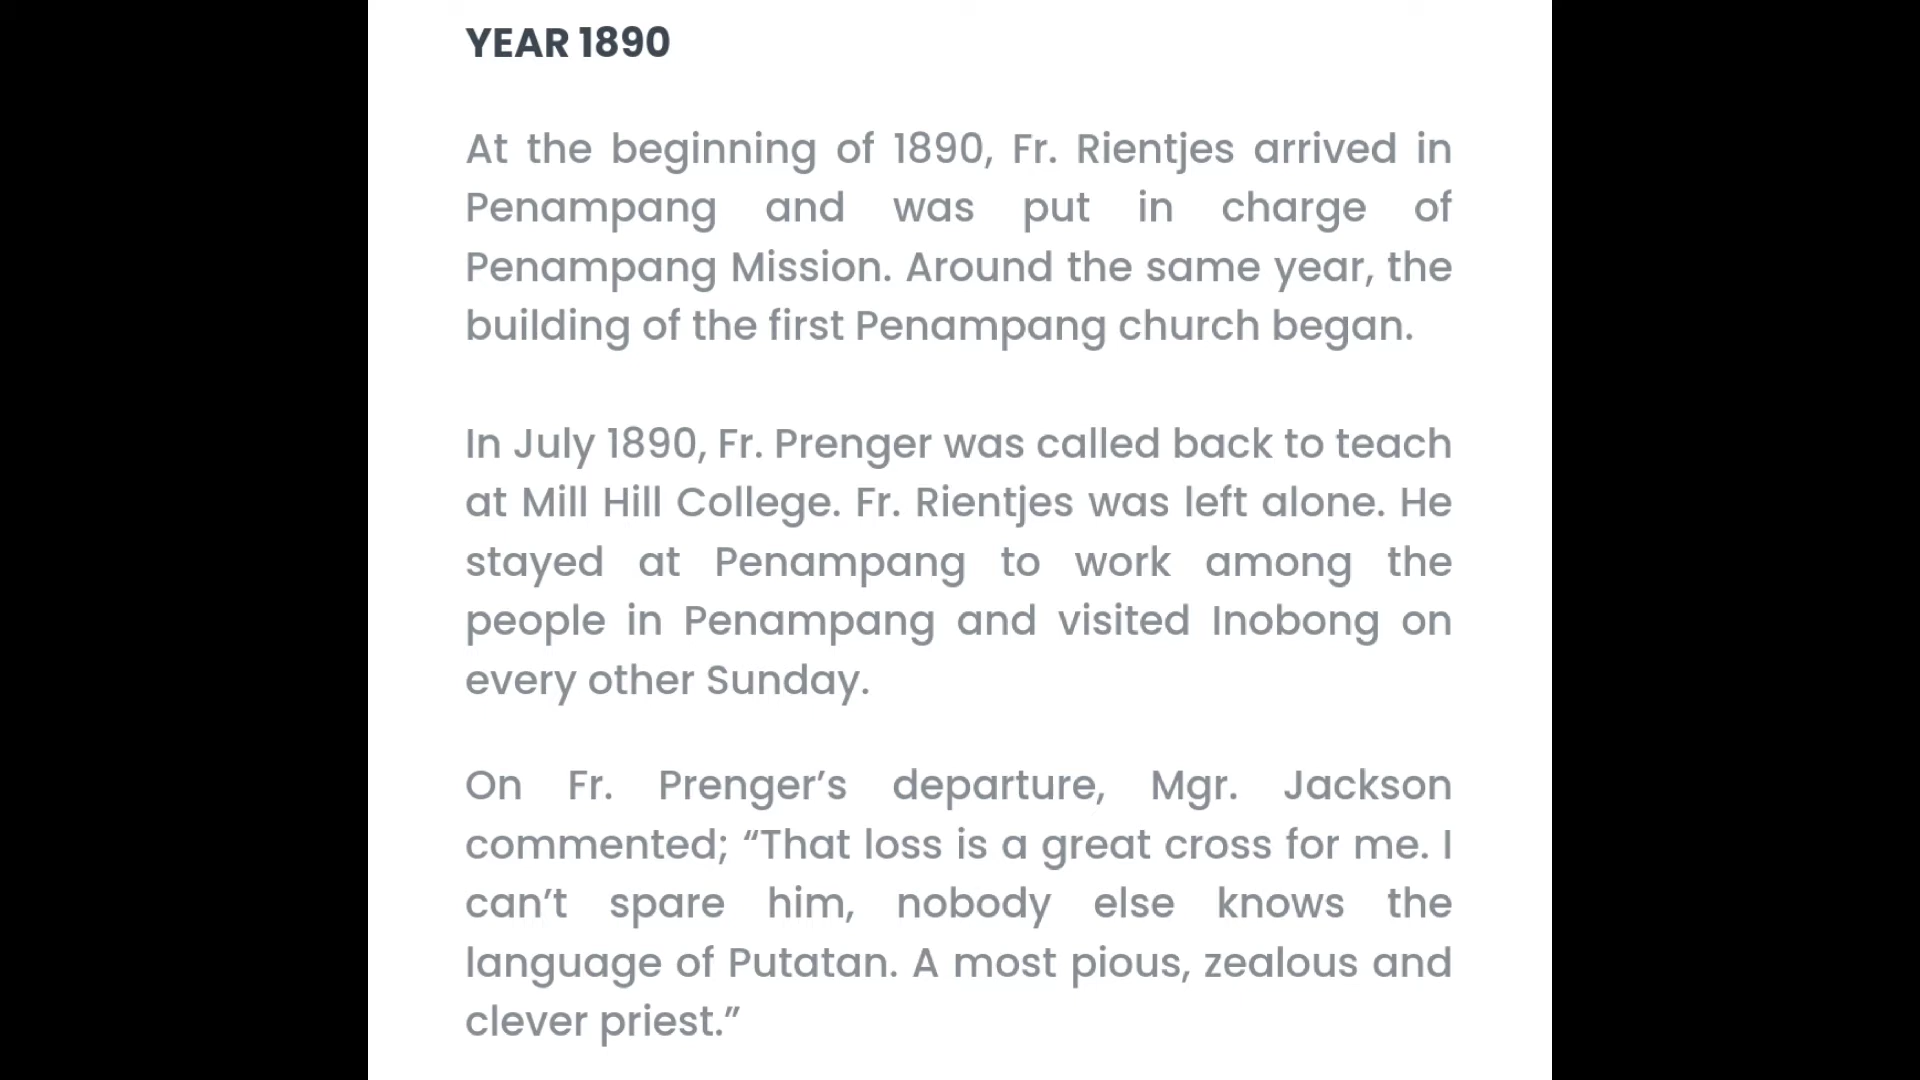 YEAR 1890
At the beginning of 1890, Fr. Rientjes arrived in
Penampang and was put in charge of
Penampang Mission. Around the same year, the
building of the first Penampang church began.
In July 1890, Fr. Prenger was called back to teach
at Mill Hill College. Fr. Rientjes was left alone. He
stayed at Penampang to work among the
people in Penampang and visited Inobong on
every other Sunday.
On Fr. Prenger’s departure, Mgr. Jackson
commented; “That loss is a great cross for me. I
can’t spare him, nobody else knows the
language of Putatan. A most pious, zealous and
clever priest.”